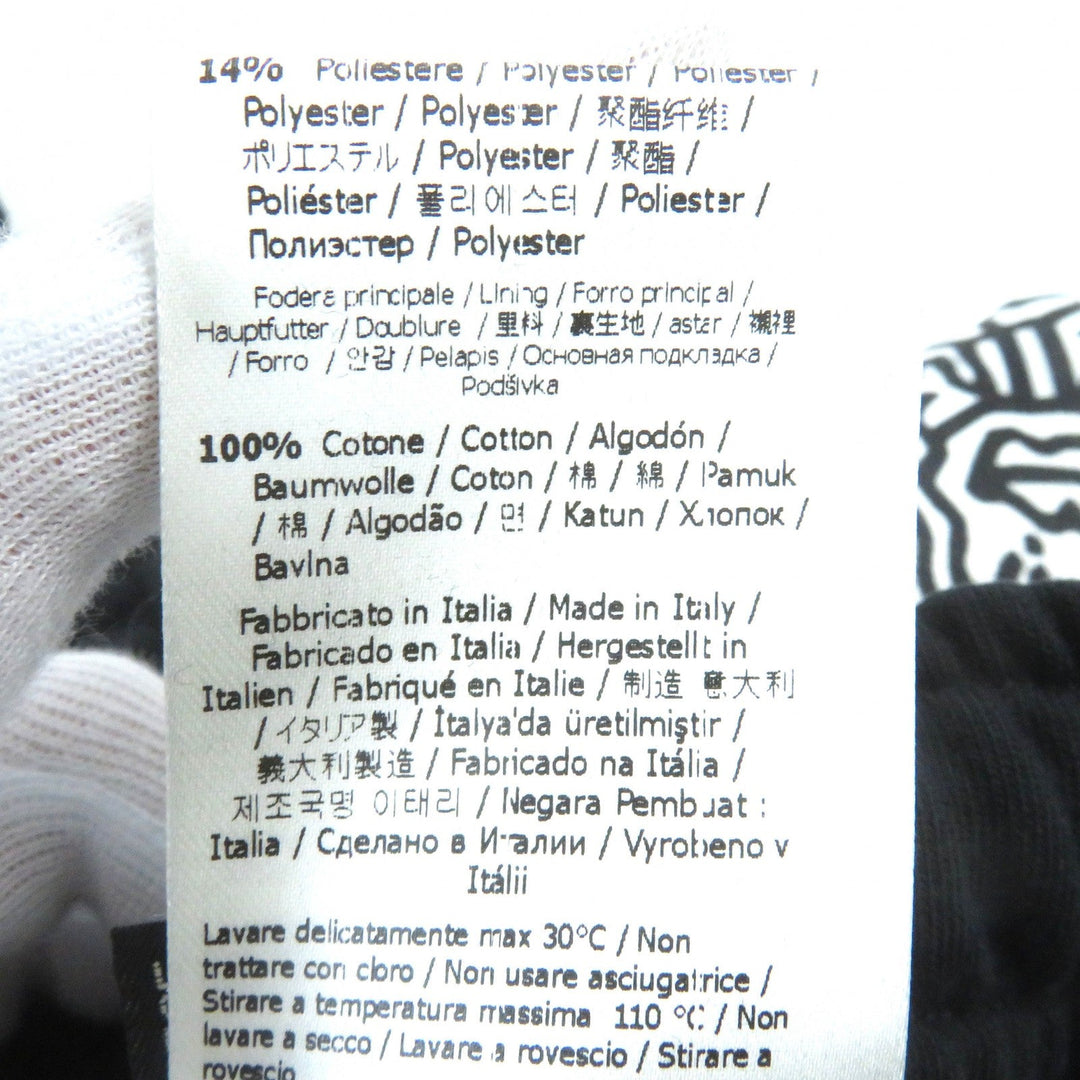 14% Poliestere / Polyester / Poliester /
Polyester / Polyester / 聚酯纤维 /
ポリエステル / Polyester / 聚酯 /
Poliéster / 폴리에스터 / Poliester /
Полиэстер / Polyester
Fodera principale / Lining / Forro principal /
Hauptfutter / Doublure / 里料 / 裏生地 / astar / 襯裡
/ Forro / 안감 / Pelapis / Основная подкладка /
Podšívka
100% Cotone / Cotton / Algodón /
Baumwolle / Coton / 棉 / 綿 / Pamuk
/ 棉 / Algodão / 면 / Katun / Хлопок /
Bavlna
Fabbricato in Italia / Made in Italy /
Fabricado en Italia / Hergestellt in
Italien / Fabriqué en Italie / 制造 意大利
/ イタリア製 / İtalya'da üretilmiştir /
義大利製造 / Fabricado na Itália /
제조국명 이태리 / Negara Pembuat :
Italia / Сделано в Италии / Vyrobeno v
Itálii
Lavare delicatamente max 30°C / Non
trattare con cloro / Non usare asciugatrice /
Stirare a temperatura massima 110 °C / Non
lavare a secco / Lavare a rovescio / Stirare a
rovescio